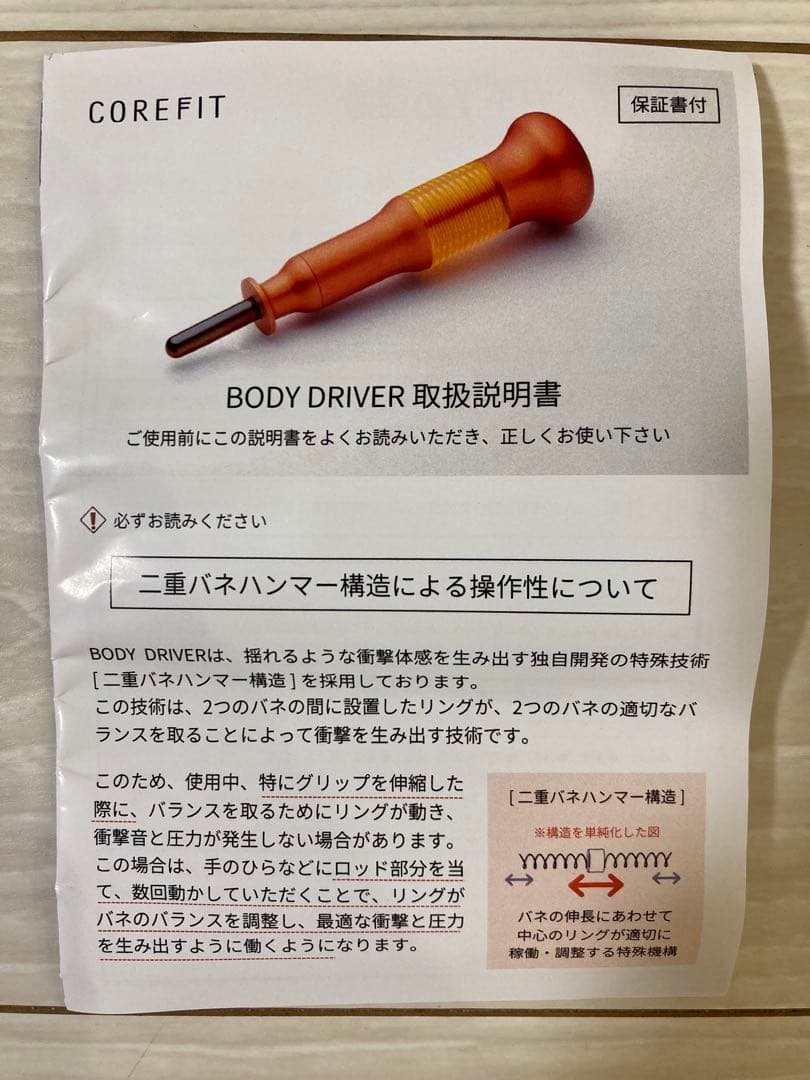 COREFIT
保証書付
BODY DRIVER 取扱説明書
ご使用前にこの説明書をよくお読みいただき、正しくお使い下さい
必ずお読みください
二重バネハンマー構造による操作性について
BODY DRIVERは、揺れるような衝撃体感を生み出す独自開発の特殊技術
[二重バネハンマー構造]を採用しております。
この技術は、2つのバネの間に設置したリングが、2つのバネの適切なバ
ランスを取ることによって衝撃を生み出す技術です。
このため、使用中、特にグリップを伸縮した
際に、バランスを取るためにリングが動き、
衝撃音と圧力が発生しない場合があります。
この場合は、手のひらなどにロッド部分を当
て、数回動かしていただくことで、リングが
バネのバランスを調整し、最適な衝撃と圧力
を生み出すように働くようになります。
[二重バネハンマー構造]
※構造を単純化した図
バネの伸長にあわせて
中心のリングが適切に
稼働・調整する特殊機構